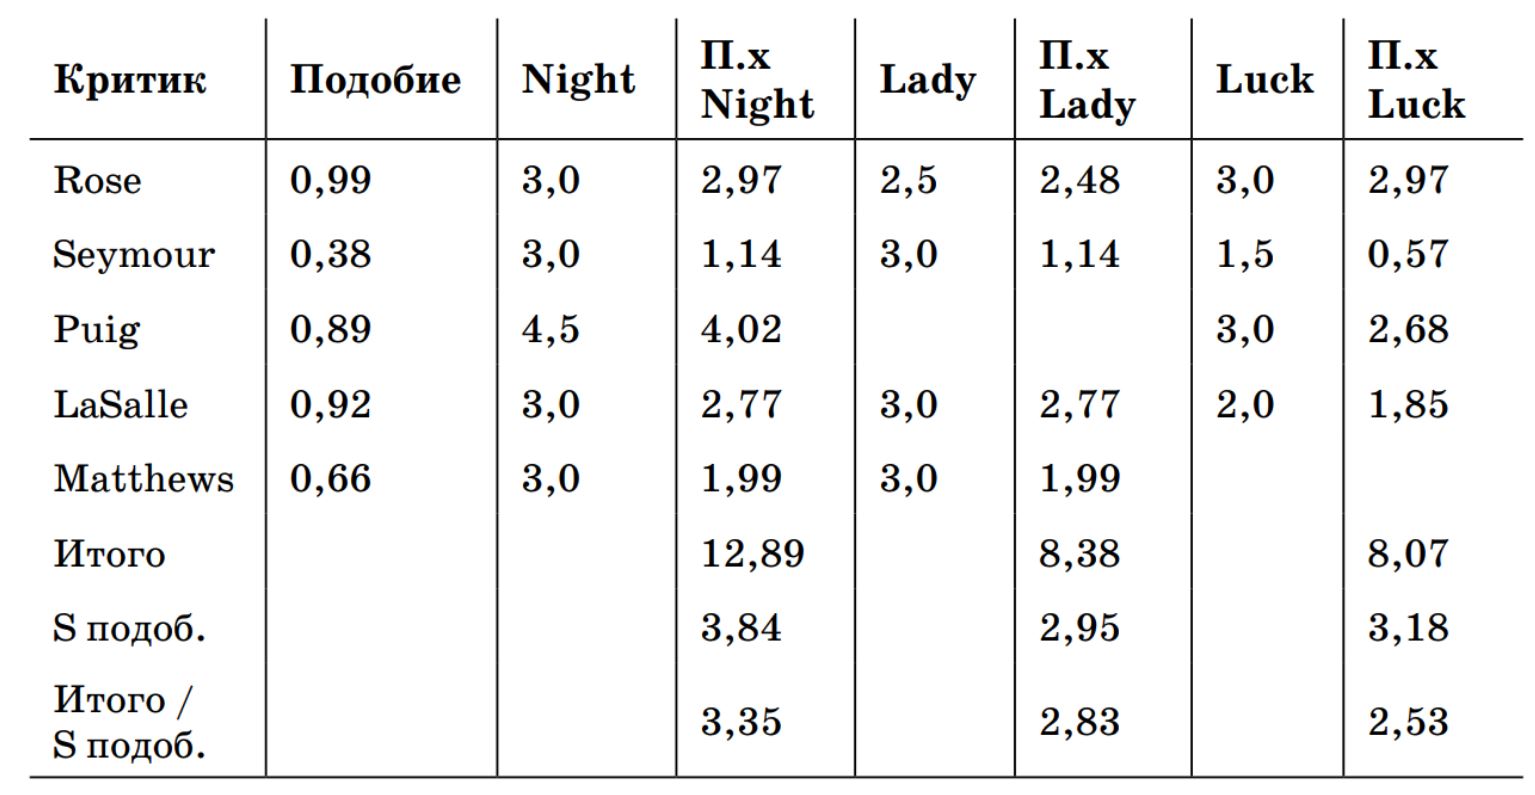 Критик Подобие Night П.x Night Lady П.x Lady Luck П.x Luck
Rose 0,99 3,0 2,97 2,5 2,48 3,0 2,97
Seymour 0,38 3,0 1,14 3,0 1,14 1,5 0,57
Puig 0,89 4,5 4,02 3,0 2,68
LaSalle 0,92 3,0 2,77 3,0 2,77 2,0 1,85
Matthews 0,66 3,0 1,99 3,0 1,99
Итого 12,89 8,38 8,07
S подоб. 3,84 2,95 3,18
Итого / S подоб. 3,35 2,83 2,53